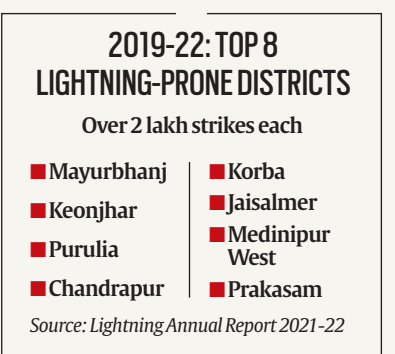 2019-22: TOP 8
LIGHTNING-PRONE DISTRICTS
Over 2 lakh strikes each
Mayurbhanj
Keonjhar
Purulia
Chandrapur
Korba
Jaisalmer
Medinipur
West
Prakasam
Source: Lightning Annual Report 2021-22